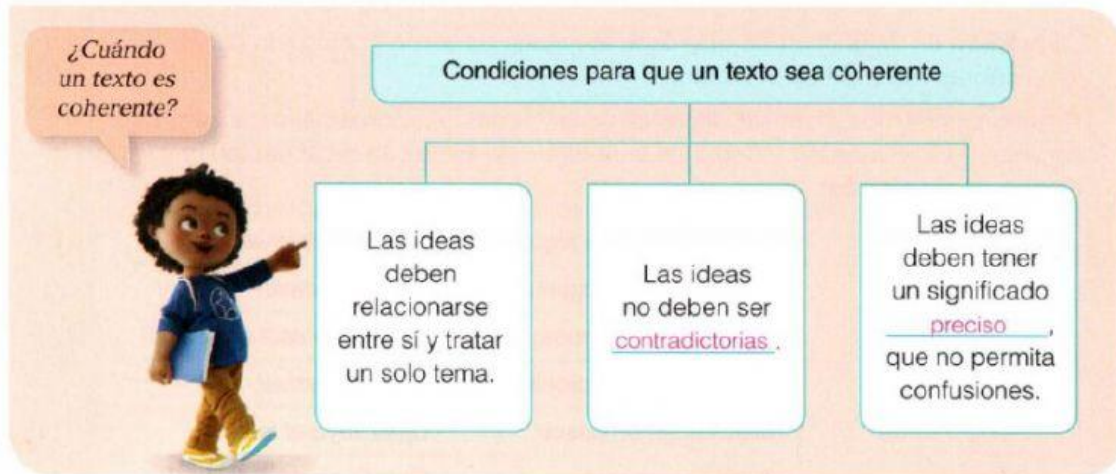 ¿Cuándo
un texto es
coherente?
Condiciones para que un texto sea coherente
Las ideas
deben
relacionarse
entre sí y tratar
un solo tema.
Las ideas
no deben ser
contradictorias.
Las ideas
deben tener
un significado
preciso,
que no permita
confusiones.